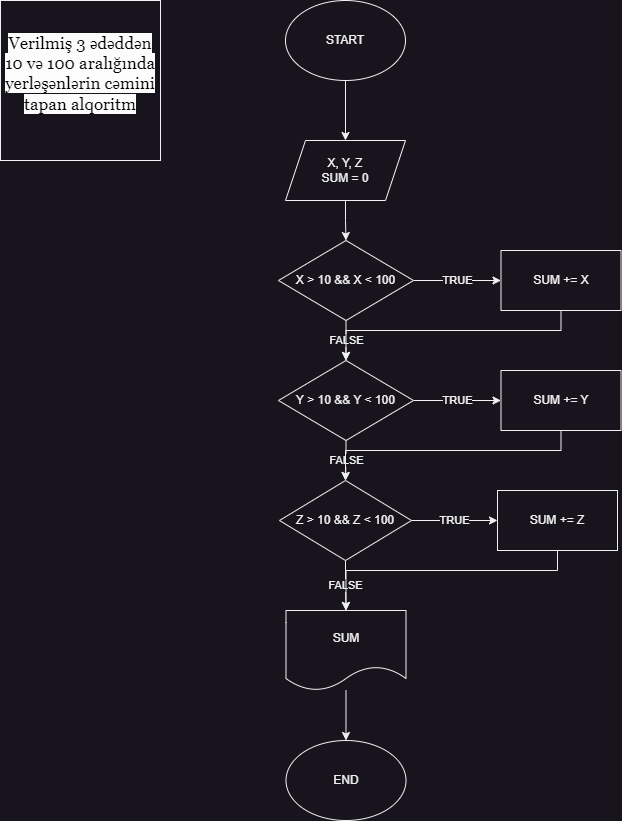 Verilmiş 3 ədəddən
10 və 100 aralığında
yerləşənlərin cəmini
tapan alqoritm
START
X, Y, Z
SUM = 0
X > 10 && X < 100
TRUE
SUM += X
FALSE
Y > 10 && Y < 100
TRUE
SUM += Y
FALSE
Z > 10 && Z < 100
TRUE
SUM += Z
FALSE
SUM
END